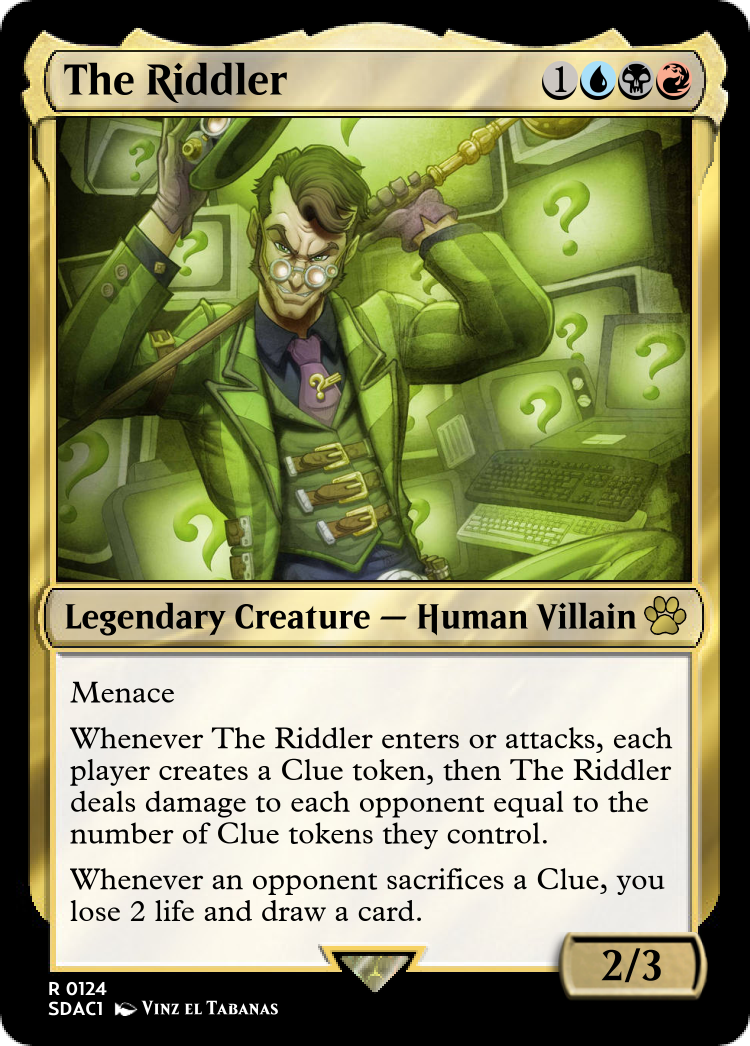 The Riddler 1
Legendary Creature — Human Villain
Menace
Whenever The Riddler enters or attacks, each
player creates a Clue token, then The Riddler
deals damage to each opponent equal to the
number of Clue tokens they control.
Whenever an opponent sacrifices a Clue, you
lose 2 life and draw a card.
2/3
R 0124
SDAC1 Vinz el Tabanas